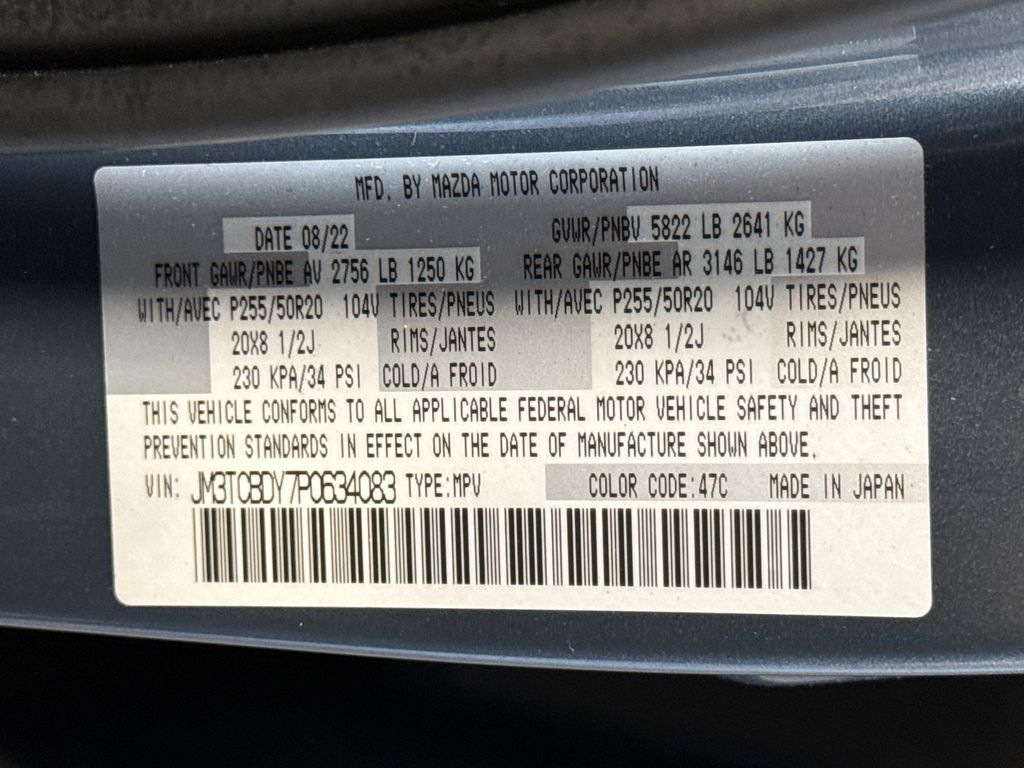 MFD. BY MAZDA MOTOR CORPORATION
DATE 08/22 GVWR/PNBV 5822 LB 2641 KG
FRONT GAWR/PNBE AV 2756 LB 1250 KG REAR GAWR/PNBE AR 3146 LB 1427 KG
WITH/AVEC P255/50R20 104V TIRES/PNEUS WITH/AVEC P255/50R20 104V TIRES/PNEUS
20X8 1/2J RIMS/JANTES 20X8 1/2J RIMS/JANTES
230 KPA/34 PSI COLD/A FROID 230 KPA/34 PSI COLD/A FROID
THIS VEHICLE CONFORMS TO ALL APPLICABLE FEDERAL MOTOR VEHICLE SAFETY AND THEFT
PREVENTION STANDARDS IN EFFECT ON THE DATE OF MANUFACTURE SHOWN ABOVE.
VIN: JM3TCBDY7P0634083 TYPE:MPV COLOR CODE:47C MADE IN JAPAN